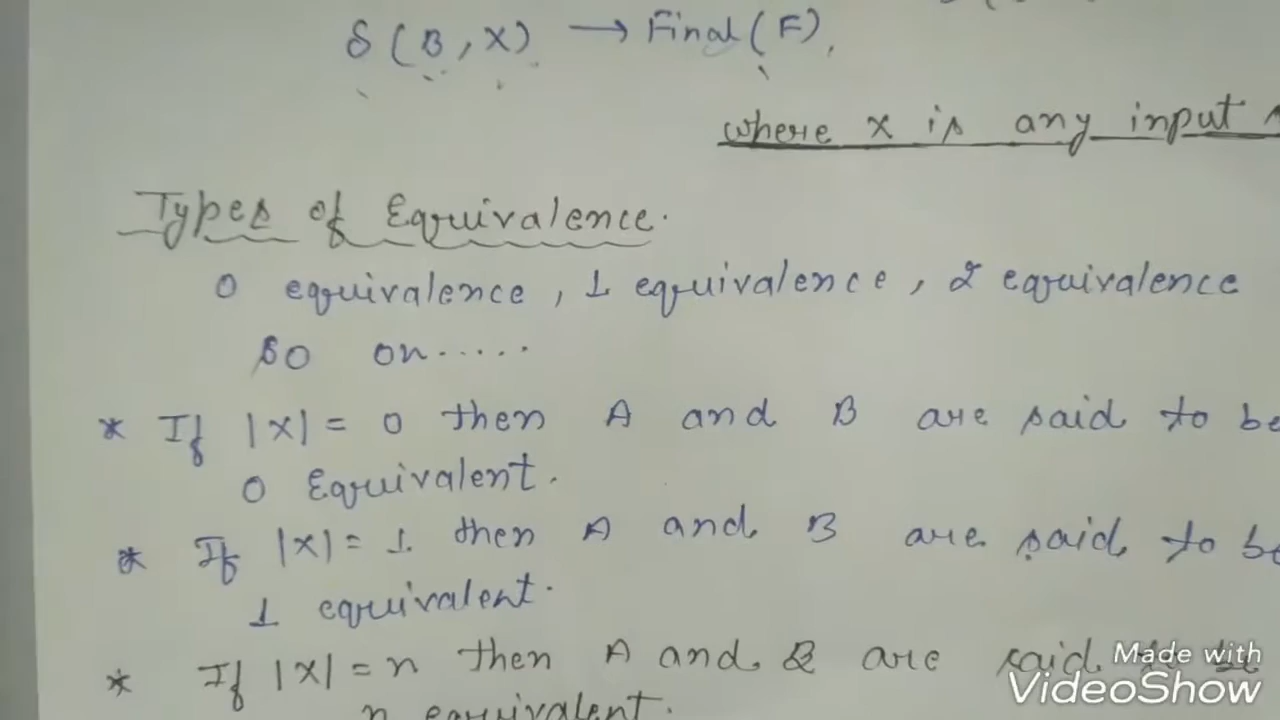 δ (B, X) → Final (F),
where x is any input
Types of Equivalence.
0 equivalence, 1 equivalence, 2 equivalence
so on.....
* If |X| = 0 then A and B are said to be
0 Equivalent.
* If |X| = 1 then A and B are said to be
1 equivalent.
* If |X| = n then A and B are said
n equivalent.
Made with
VideoShow